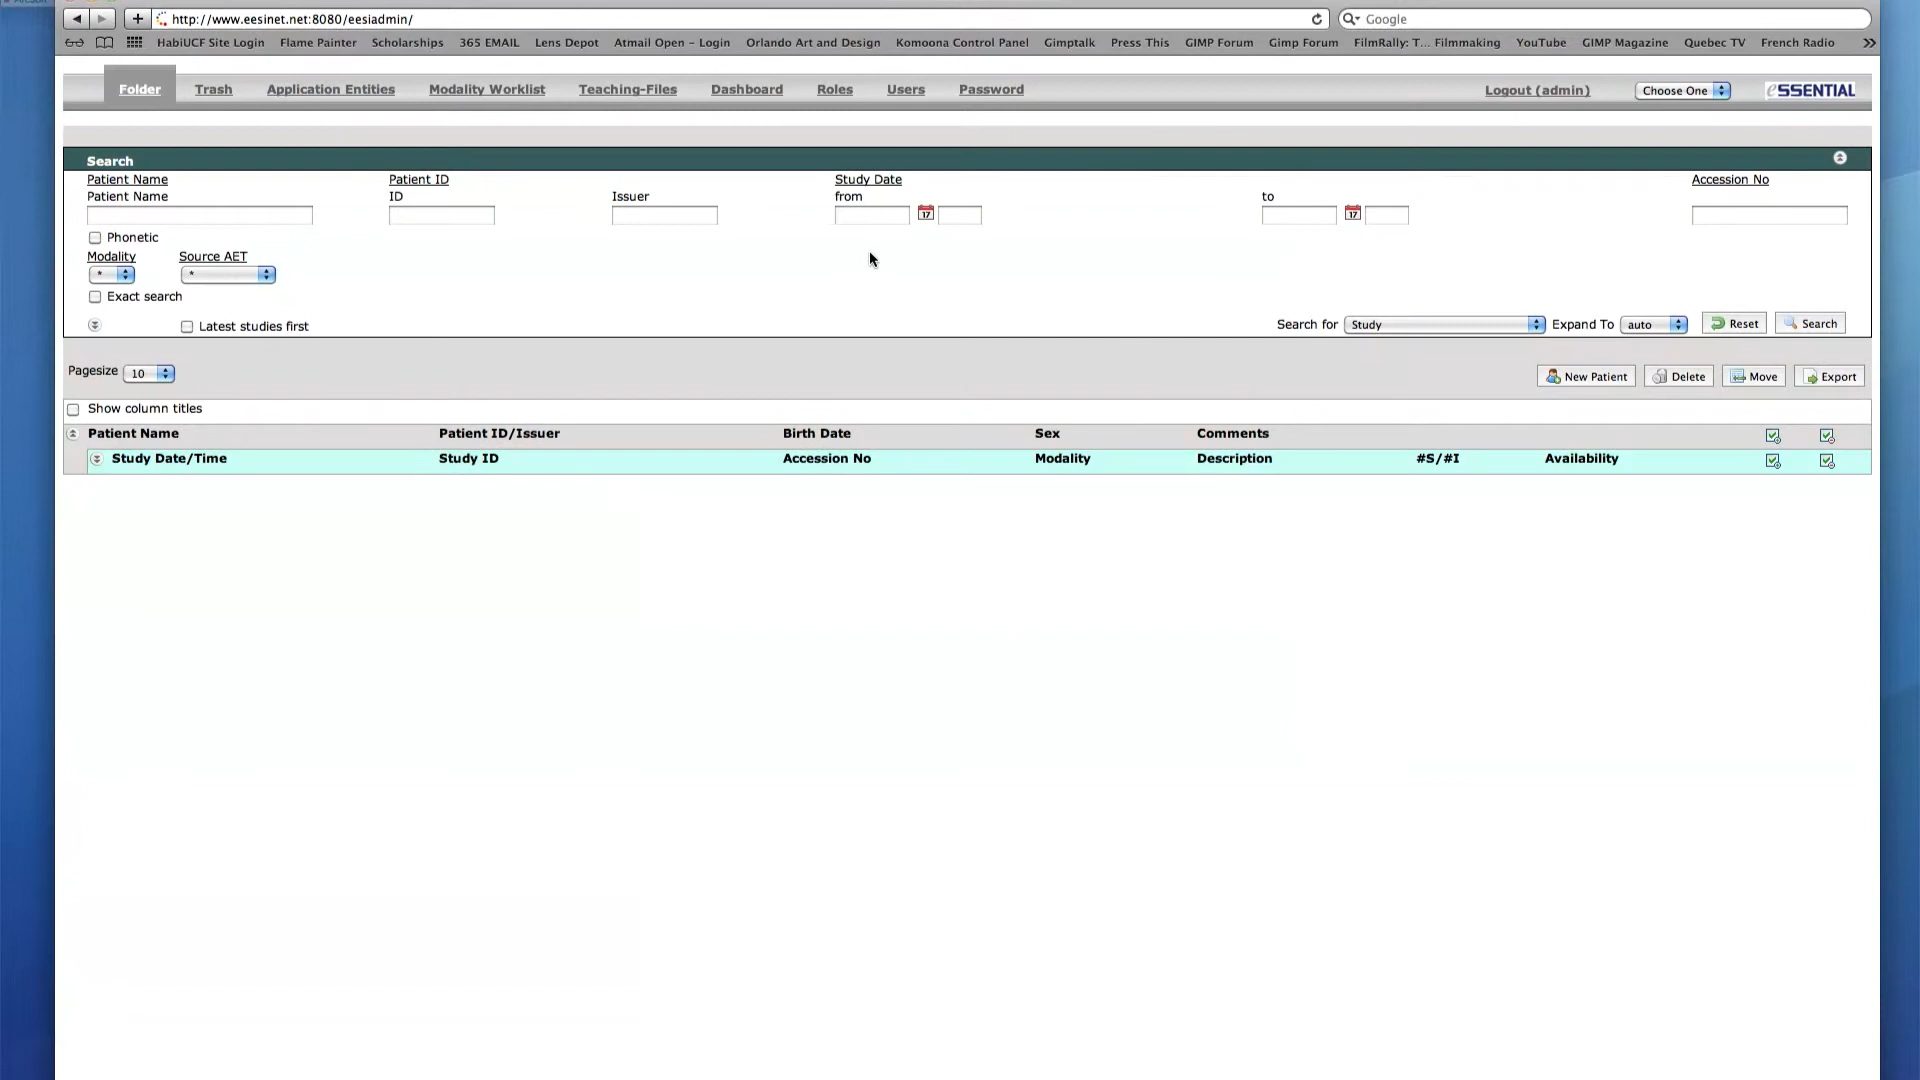 http://www.eesinet.net:8080/eesiadmin/
Google
HabiUCF Site Login Flame Painter Scholarships 365 EMAIL Lens Depot Atmail Open – Login Orlando Art and Design Komoona Control Panel Gimptalk Press This GIMP Forum Gimp Forum FilmRally: T... Filmmaking YouTube GIMP Magazine Quebec TV French Radio
Folder Trash Application Entities Modality Worklist Teaching-Files Dashboard Roles Users Password Logout (admin) Choose One eSSENTIAL
Search
Patient Name Patient ID Study Date Accession No
Patient Name ID Issuer from to
17 17
Phonetic
Modality Source AET
* *
Exact search
Latest studies first Search for Study Expand To auto Reset Search
Pagesize 10 New Patient Delete Move Export
Show column titles
Patient Name Patient ID/Issuer Birth Date Sex Comments
Study Date/Time Study ID Accession No Modality Description #S/#I Availability